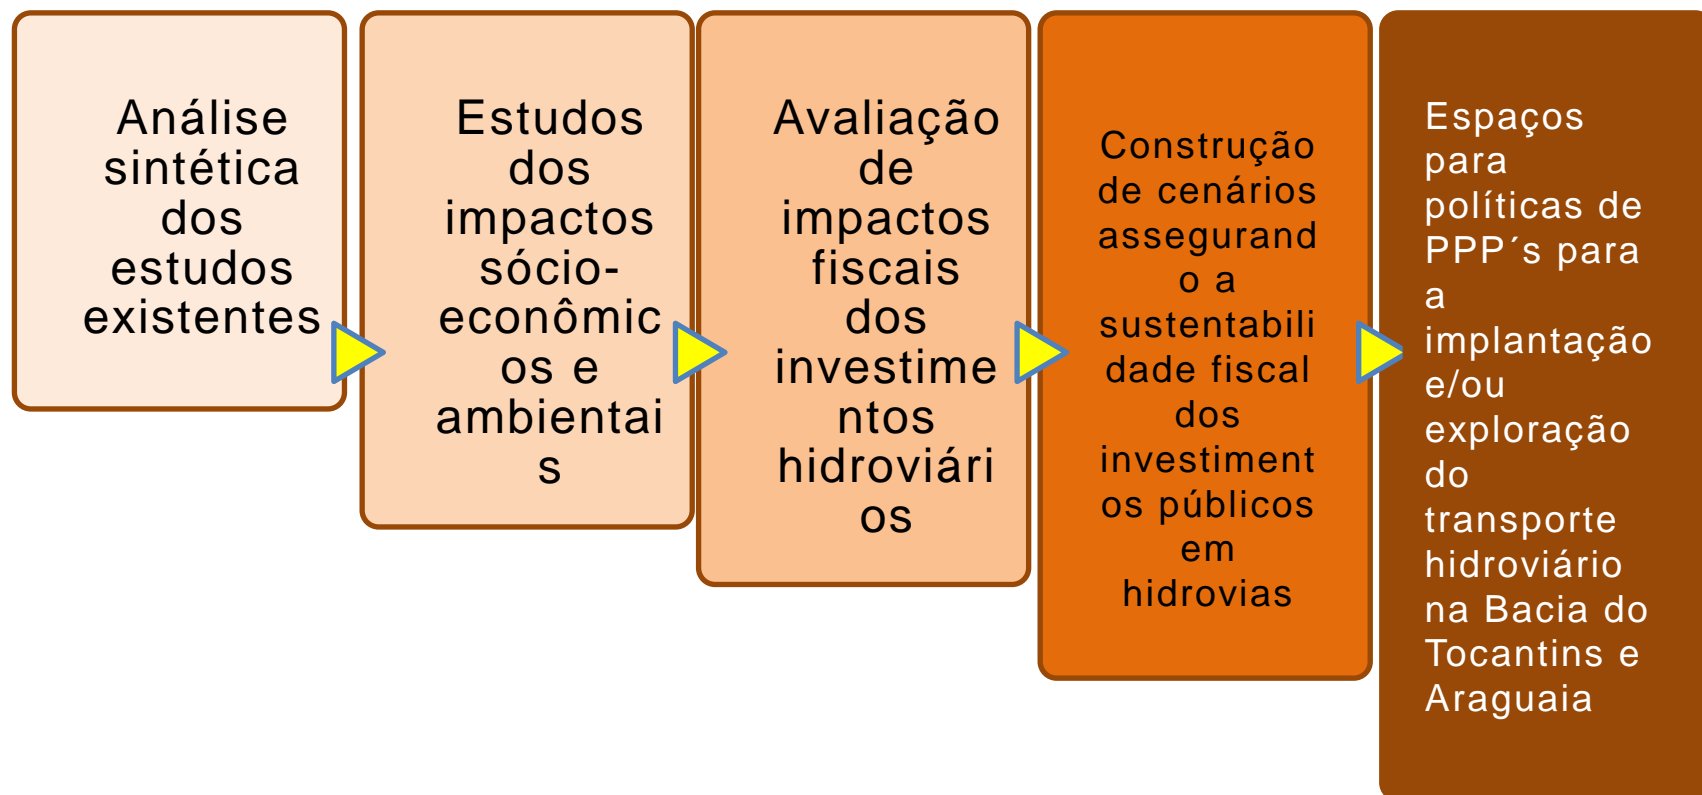 Análise
sintética
dos
estudos
existentes
Estudos
dos
impactos
sócio-
econômic
os e
ambientai
s
Avaliação
de
impactos
fiscais
dos
investime
ntos
hidroviári
os
Construção
de cenários
assegurand
o a
sustentabili
dade fiscal
dos
investiment
os públicos
em
hidrovias
Espaços
para
políticas de
PPP´s para
a
implantação
e/ou
exploração
do
transporte
hidroviário
na Bacia do
Tocantins e
Araguaia